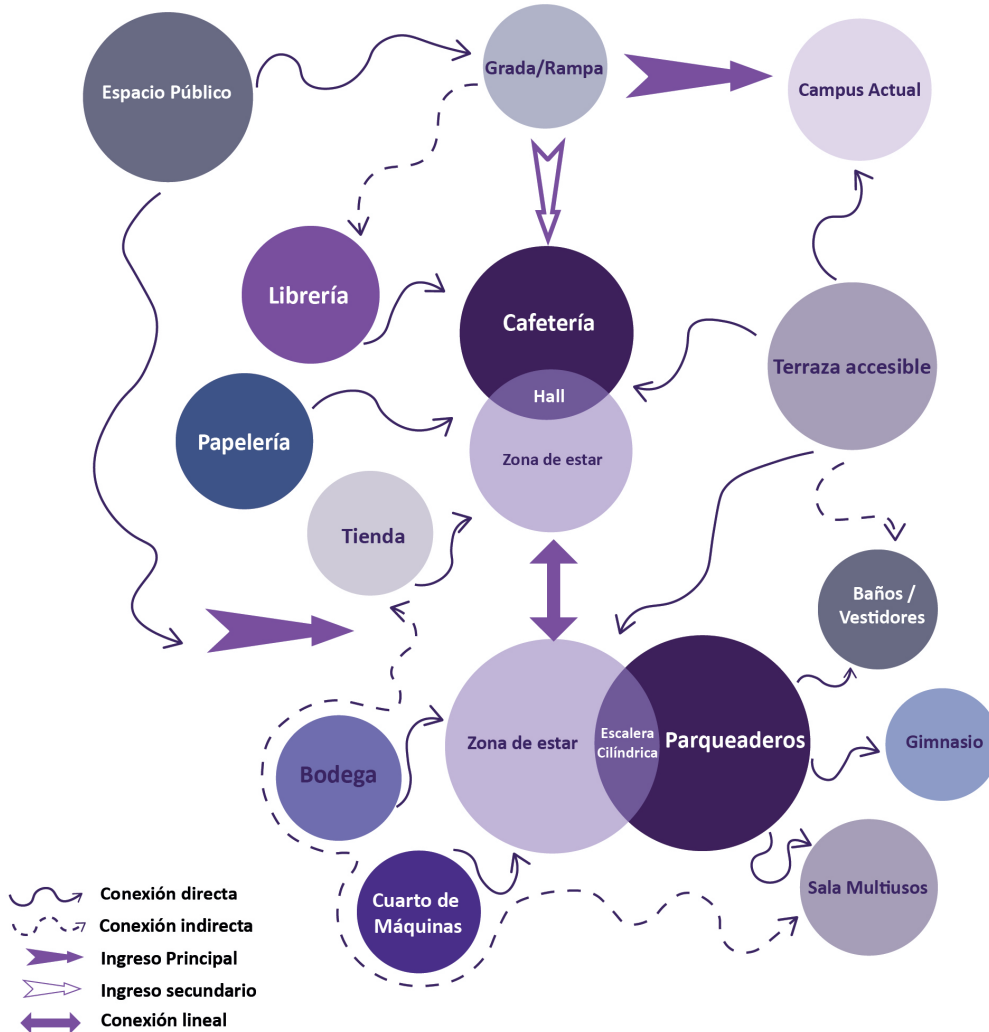 Espacio Público
Grada/Rampa
Campus Actual
Librería
Cafetería
Hall
Terraza accesible
Papelería
Zona de estar
Tienda
Baños /
Vestidores
Zona de estar
Escalera
Cilíndrica
Parqueaderos
Gimnasio
Bodega
Cuarto de
Máquinas
Sala Multiusos
Conexión directa
Conexión indirecta
Ingreso Principal
Ingreso secundario
Conexión lineal